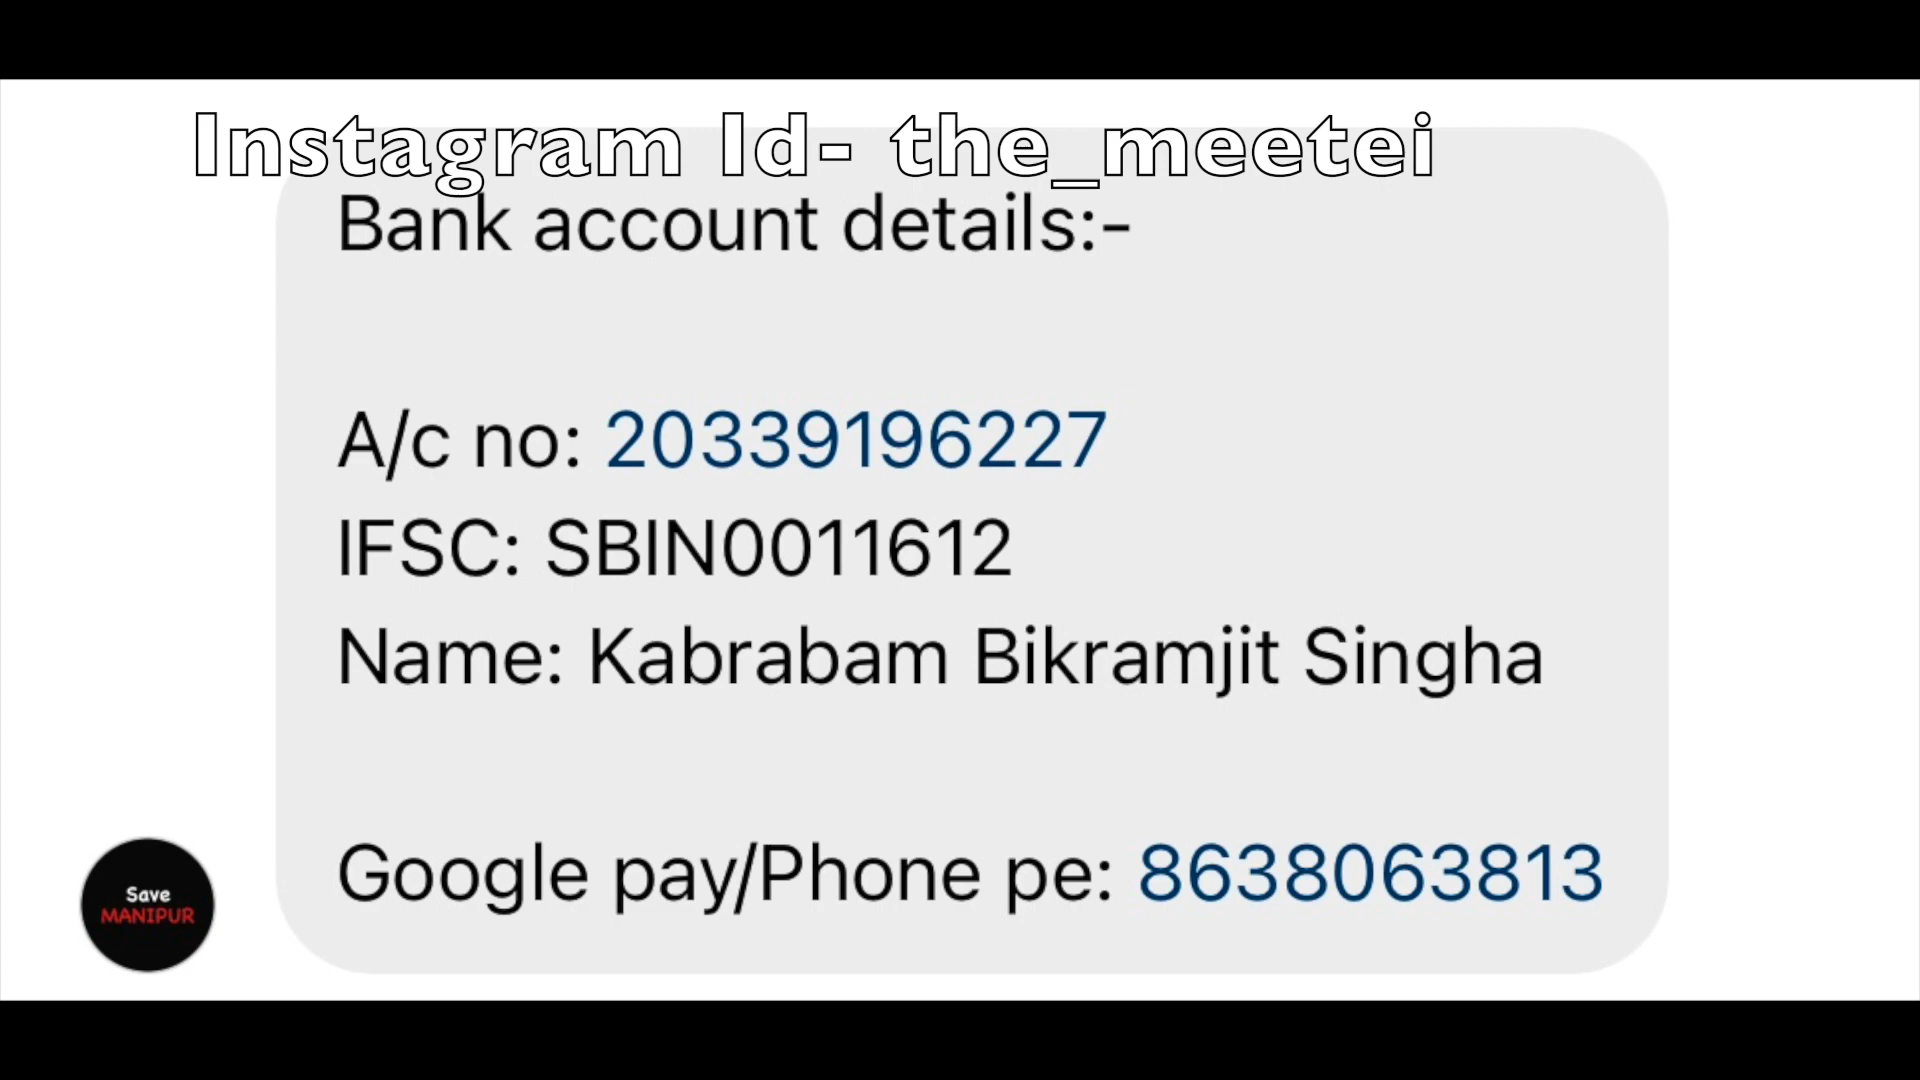 Instagram Id- the_meetei
Bank account details:-
A/c no: 20339196227
IFSC: SBIN0011612
Name: Kabrabam Bikramjit Singha
Google pay/Phone pe: 8638063813
Save
MANIPUR